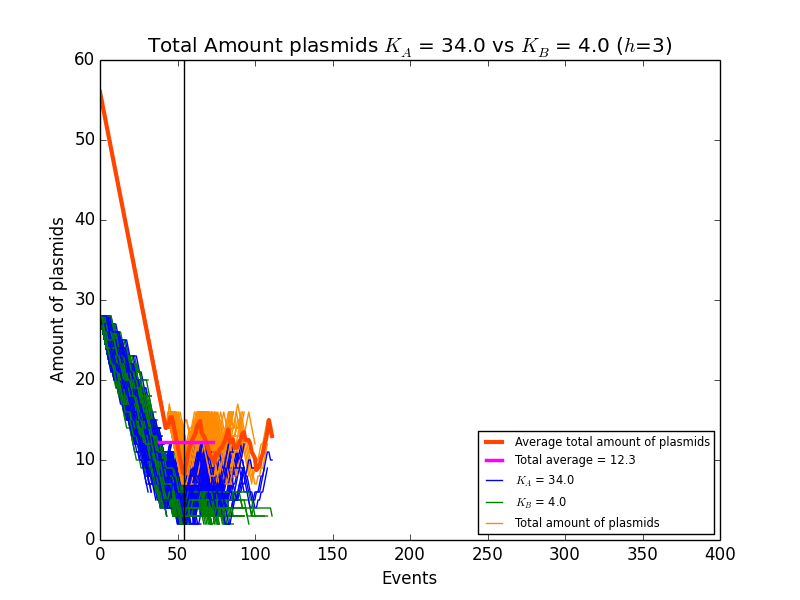 Total Amount plasmids K_A = 34.0 vs K_B = 4.0 (h=3)
60
50
40
30
20
10
0
Amount of plasmids
0 50 100 150 200 250 300 350 400
Events
Average total amount of plasmids
Total average = 12.3
K_A = 34.0
K_B = 4.0
Total amount of plasmids